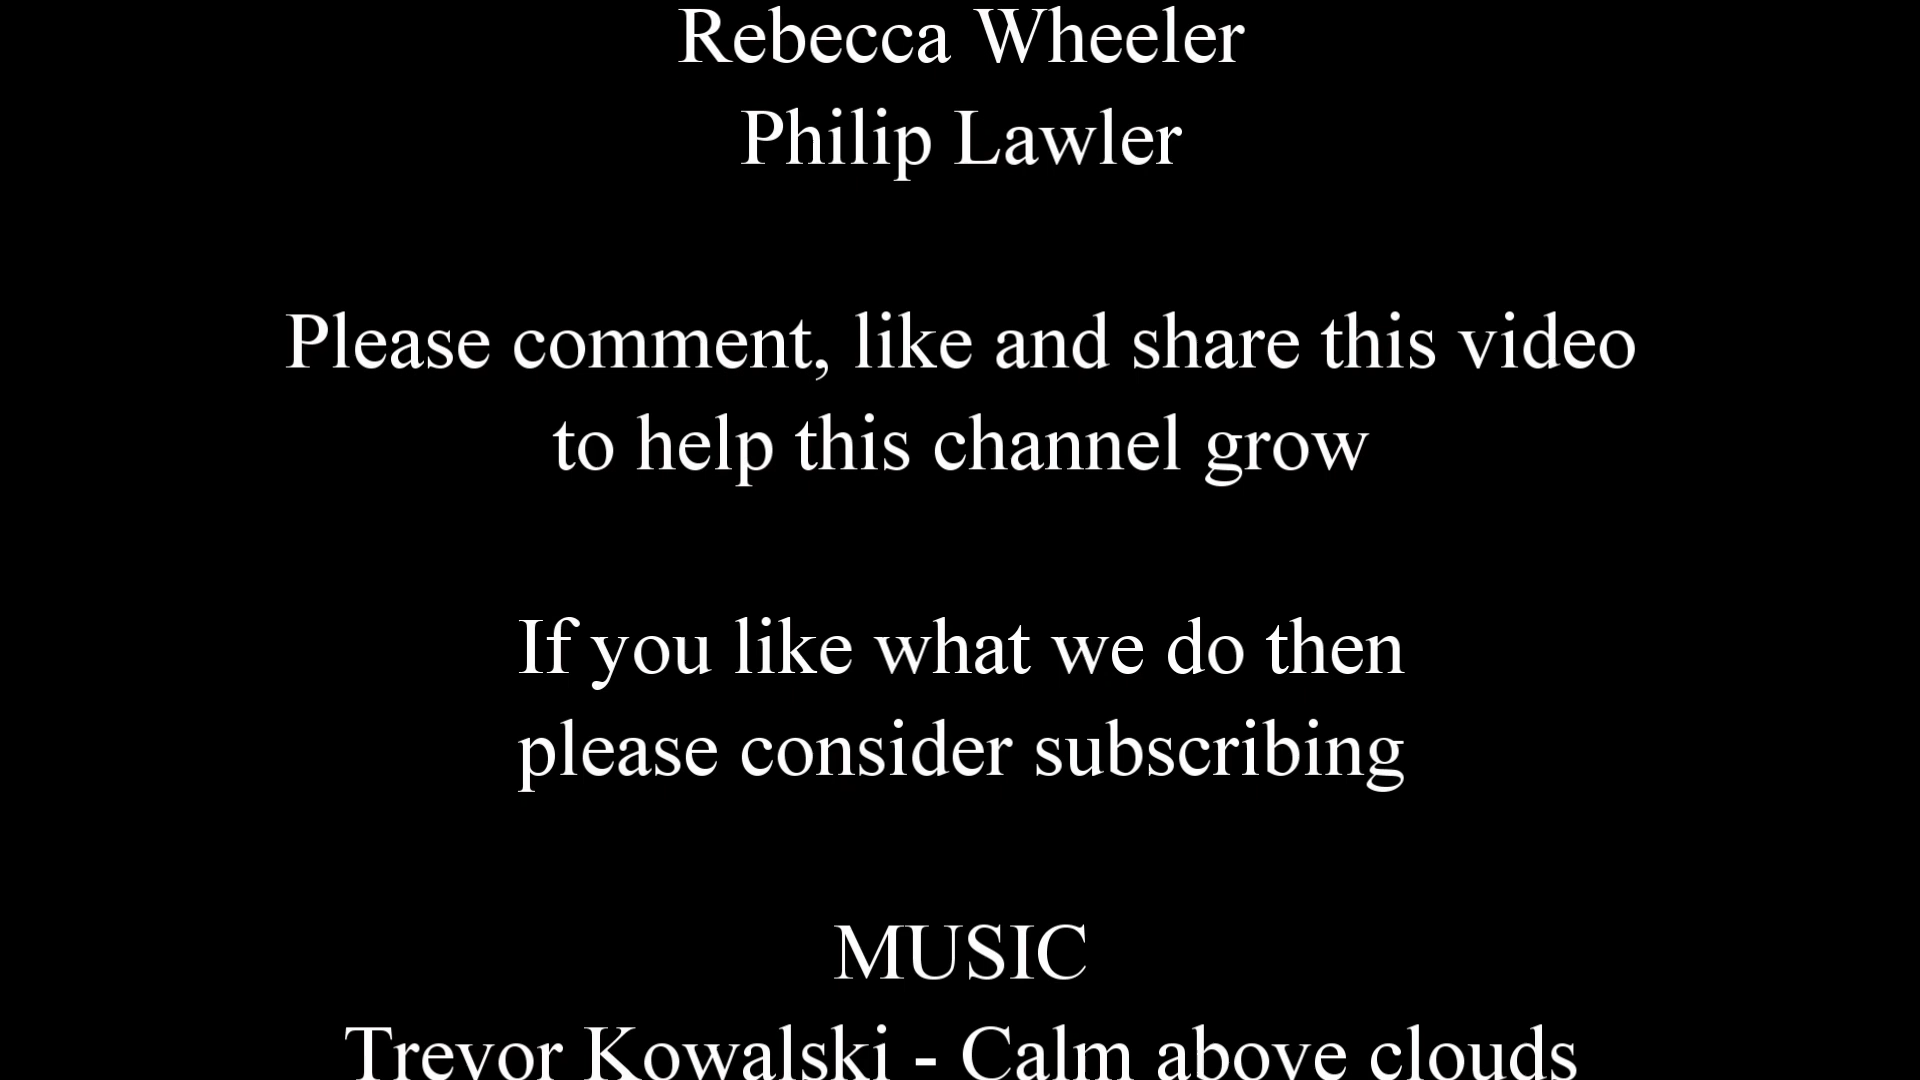 Rebecca Wheeler
Philip Lawler
Please comment, like and share this video
to help this channel grow
If you like what we do then
please consider subscribing
MUSIC
Trevor Kowalski - Calm above clouds